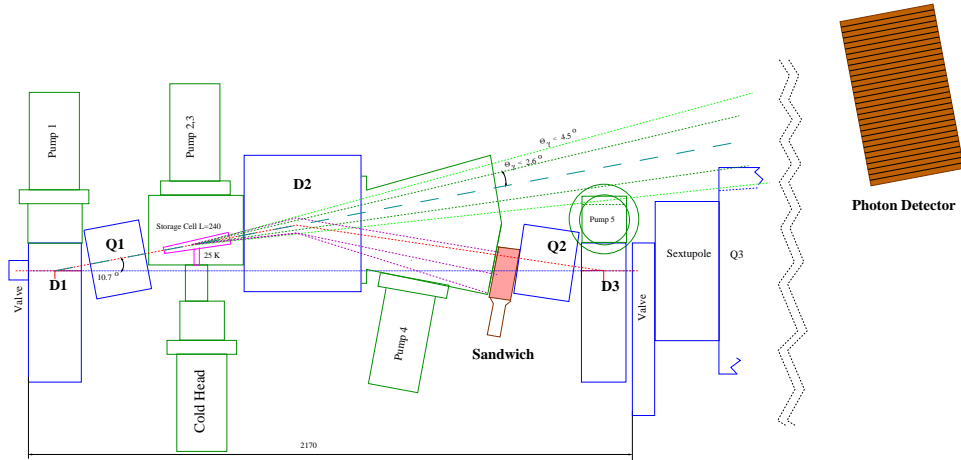 Pump 1
Pump 2,3
Θγ < 4.5 o
Θγ < 2.6 o
D2
Photon Detector
Storage Cell L=240
Pump 5
Q1
Q2
25 K
Sextupole
Q3
10.7 o
D1
D3
Valve
Valve
Pump 4
Sandwich
Cold Head
2170